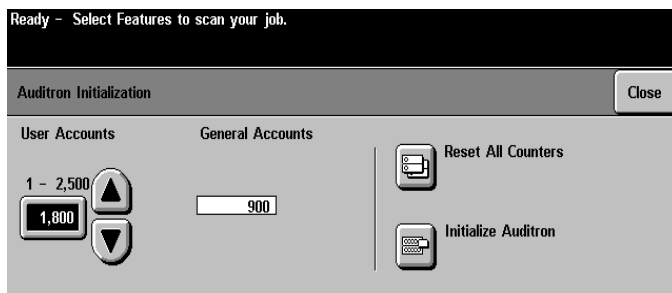 Ready - Select Features to scan your job.
Auditron Initialization
Close
User Accounts
General Accounts
1 - 2,500
1,800
900
Reset All Counters
Initialize Auditron